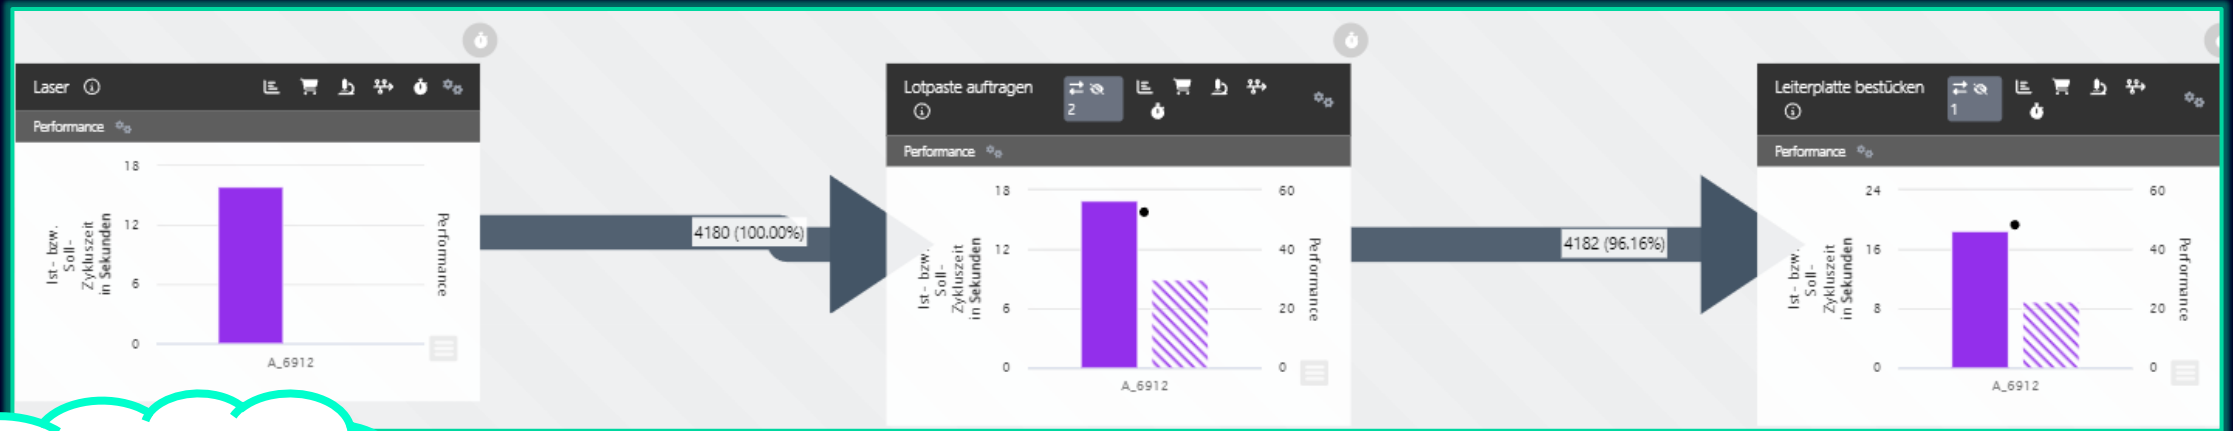 Laser
Performance
18
12
6
0
Ist- bzw.
Soll-
Zykluszeit
in Sekunden
Performance
A_6912
4180 (100.00%)
Lotpaste auftragen
2
Performance
18
12
6
0
Ist- bzw.
Soll-
Zykluszeit
in Sekunden
60
40
20
0
Performance
A_6912
4182 (96.16%)
Leiterplatte bestücken
1
Performance
24
16
8
0
Ist- bzw.
Soll-
Zykluszeit
in Sekunden
60
40
20
0
Performance
A_6912